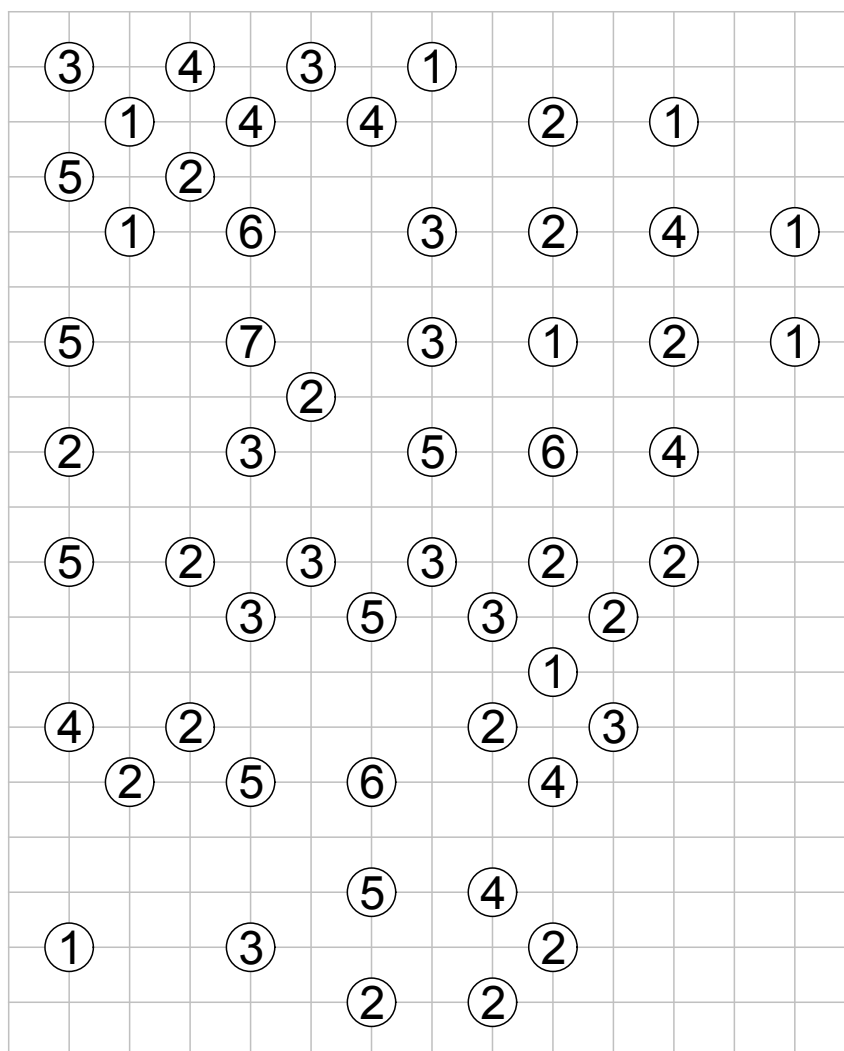 3 4 3 1
1 4 4 2 1
5 2
1 6 3 2 4 1
5 7 3 1 2 1
2
2 3 5 6 4
5 2 3 3 2 2
3 5 3 2
1
4 2 2 3
2 5 6 4
5 4
1 3 2
2 2